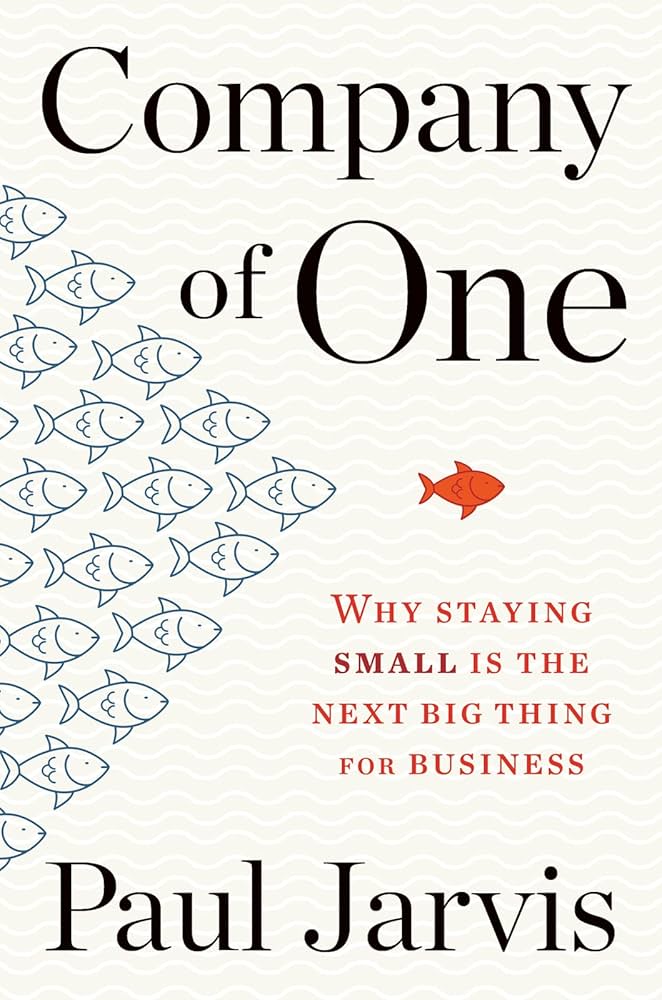 Company
of One
WHY STAYING
SMALL IS THE
NEXT BIG THING
FOR BUSINESS
Paul Jarvis